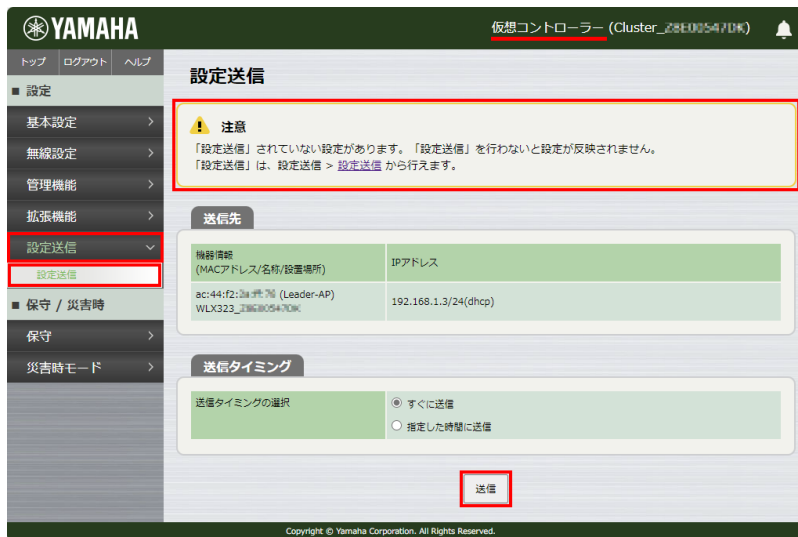 YAMAHA
仮想コントローラー (Cluster_
トップ ログアウト ヘルプ
■ 設定
基本設定
無線設定
管理機能
拡張機能
設定送信
設定送信
■ 保守 / 災害時
保守
災害時モード
設定送信
注意
「設定送信」されていない設定があります。「設定送信」を行わないと設定が反映されません。
「設定送信」は、設定送信 > 設定送信 から行えます。
送信先
機器情報
(MACアドレス/名称/設置場所)
IPアドレス
ac:44:f2: (Leader-AP)
WLX323_
192.168.1.3/24(dhcp)
送信タイミング
送信タイミングの選択
すぐに送信
指定した時間に送信
送信
Copyright © Yamaha Corporation. All Rights Reserved.